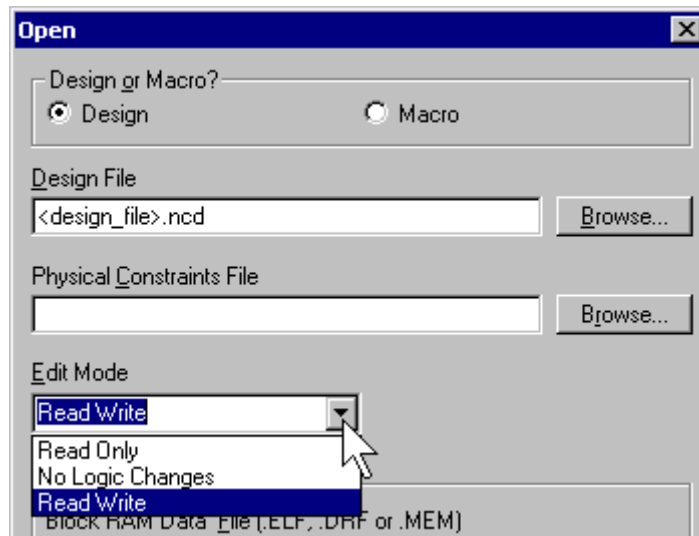 Open
Design or Macro?
Design Macro
Design File
<design_file>.ncd Browse...
Physical Constraints File
Browse...
Edit Mode
Read Write
Read Only
No Logic Changes
Read Write
Block RAM Data File (.ELF, .DRF or .MEM)